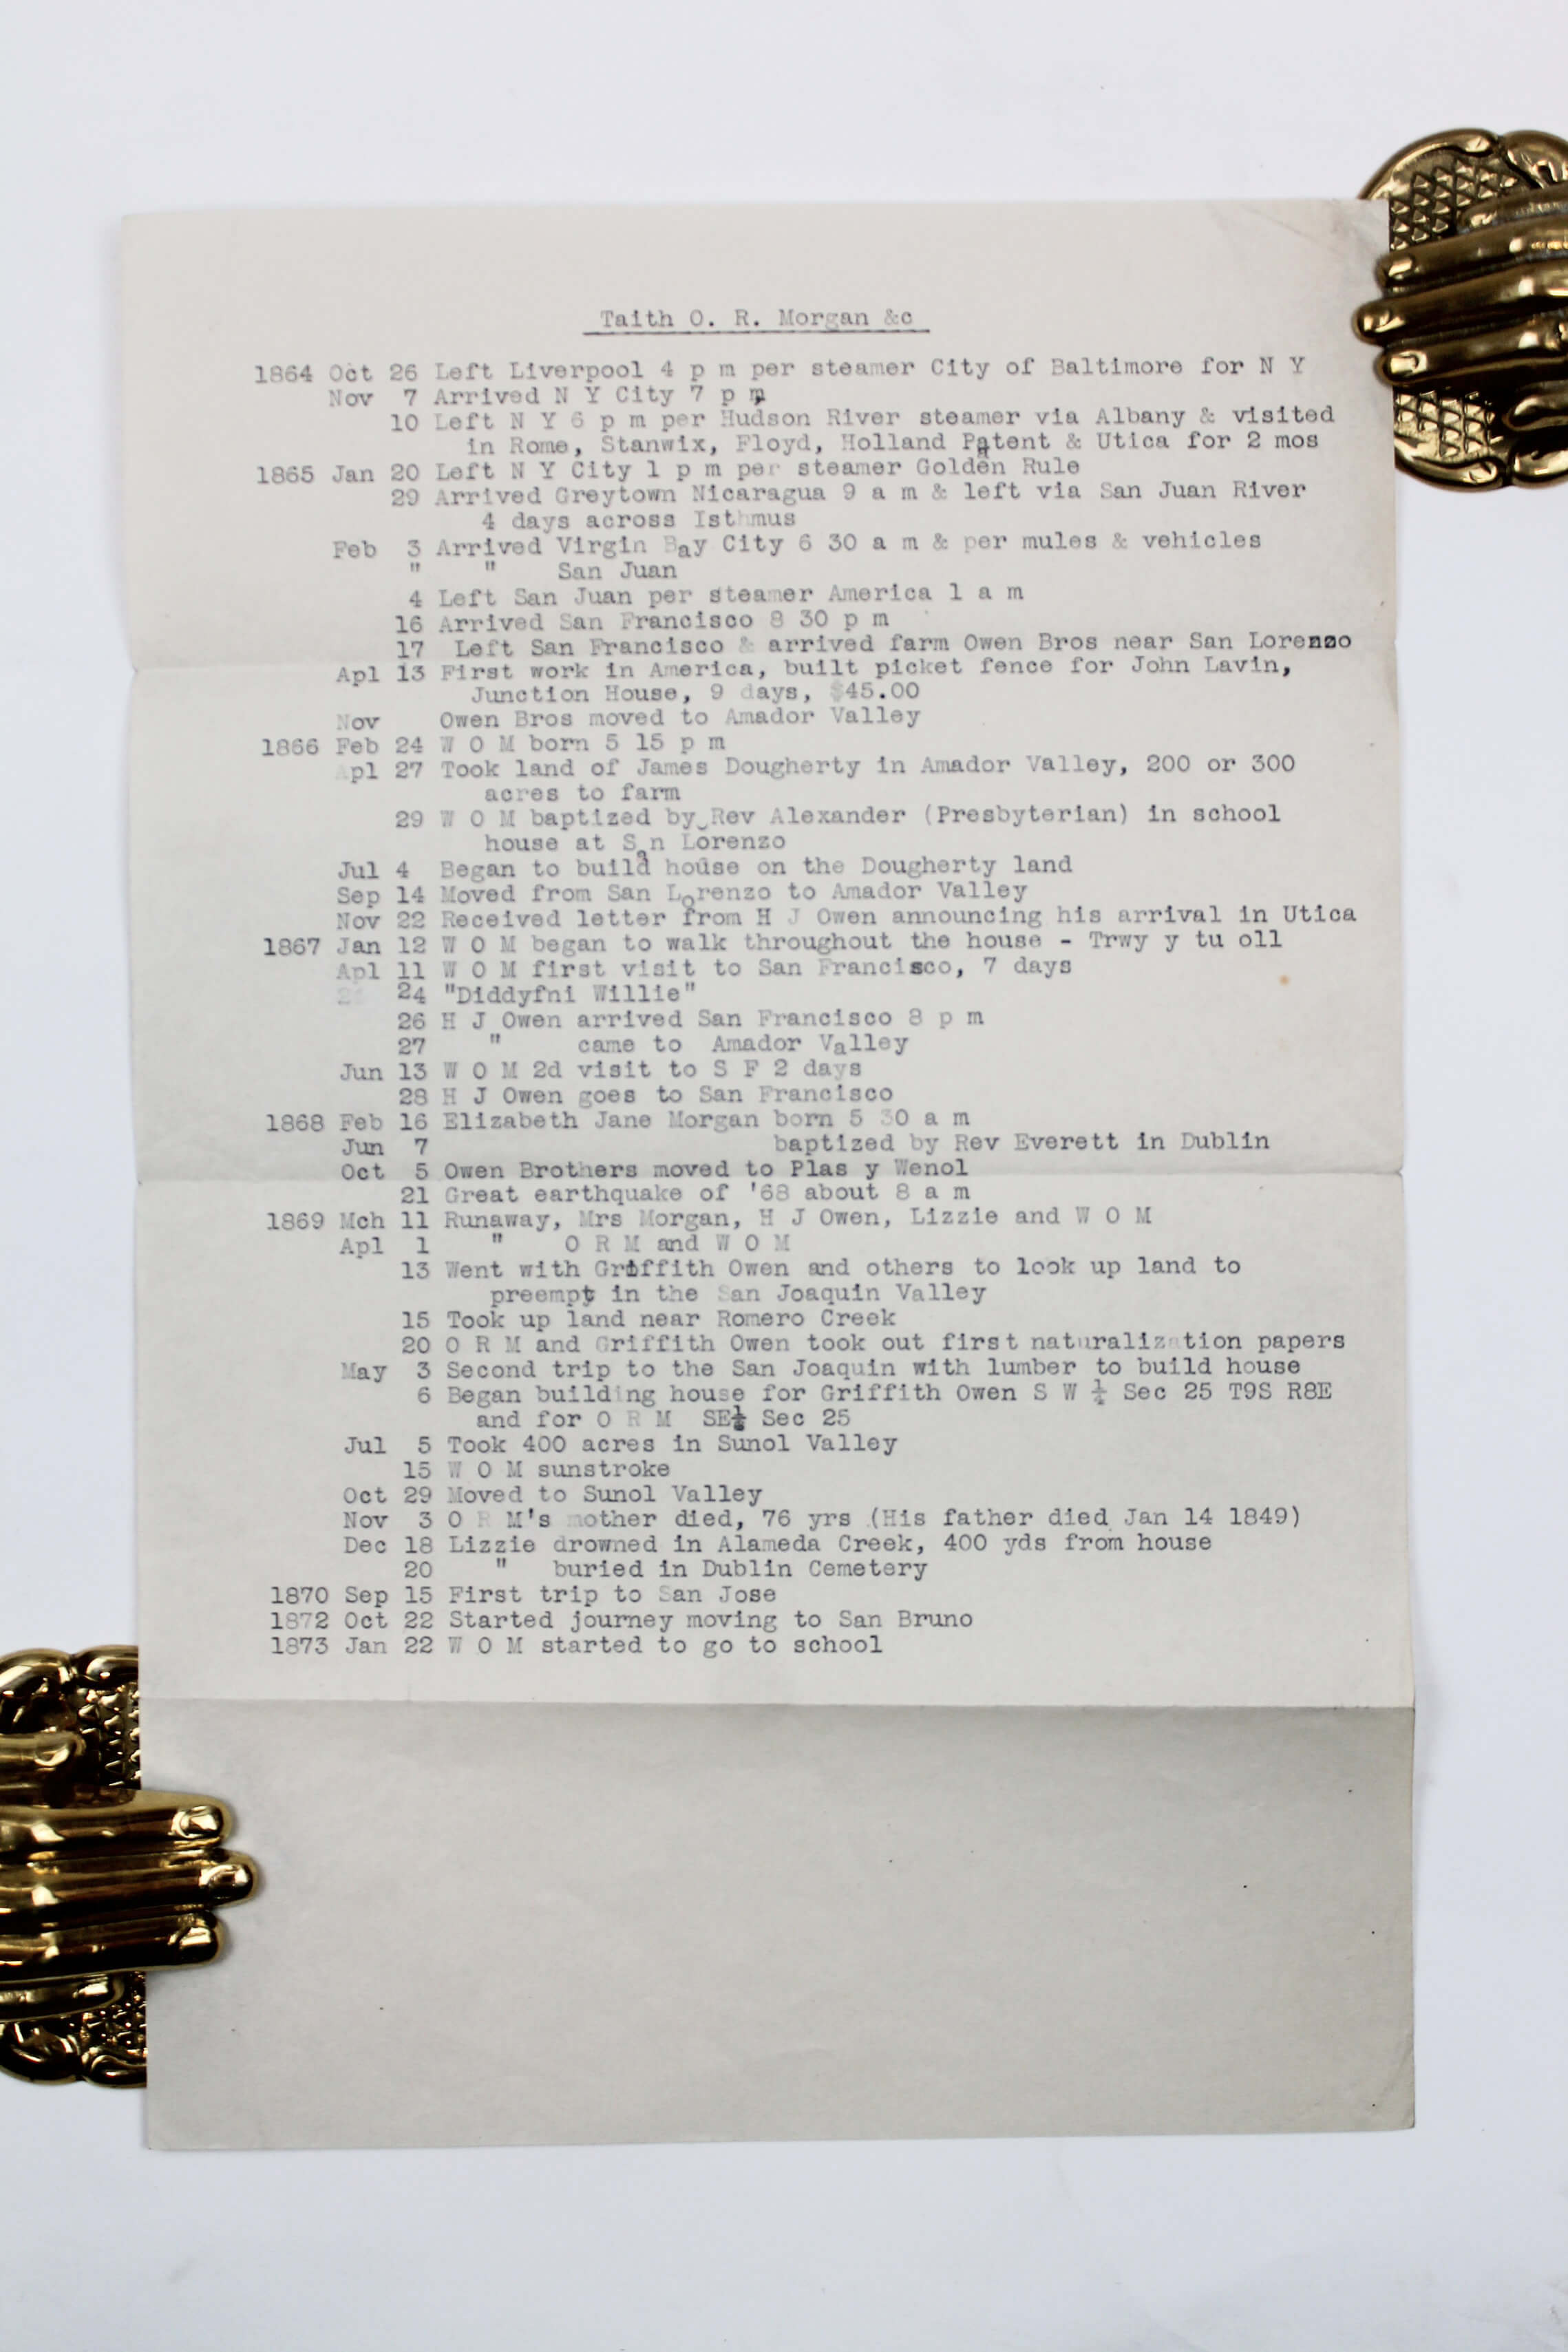 Taith O. R. Morgan &c
1864 Oct 26 Left Liverpool 4 p m per steamer City of Baltimore for N Y
Nov 7 Arrived N Y City 7 p m
10 Left N Y 6 p m per Hudson River steamer via Albany & visited
in Rome, Stanwix, Floyd, Holland Patent & Utica for 2 mos
1865 Jan 20 Left N Y City 1 p m per steamer Golden Rule
29 Arrived Greytown Nicaragua 9 a m & left via San Juan River
4 days across Isthmus
Feb 3 Arrived Virgin Bay City 6 30 a m & per mules & vehicles
" " San Juan
4 Left San Juan per steamer America 1 a m
16 Arrived San Francisco 8 30 p m
17 Left San Francisco & arrived farm Owen Bros near San Lorenzo
Apl 13 First work in America, built picket fence for John Lavin,
Junction House, 9 days, $45.00
Nov Owen Bros moved to Amador Valley
1866 Feb 24 W O M born 5 15 p m
Apl 27 Took land of James Dougherty in Amador Valley, 200 or 300
acres to farm
29 W O M baptized by Rev Alexander (Presbyterian) in school
house at San Lorenzo
Jul 4 Began to build house on the Dougherty land
Sep 14 Moved from San Lorenzo to Amador Valley
Nov 22 Received letter from H J Owen announcing his arrival in Utica
1867 Jan 12 W O M began to walk throughout the house - Trwy y tu oll
Apl 11 W O M first visit to San Francisco, 7 days
24 "Diddyfni Willie"
26 H J Owen arrived San Francisco 8 p m
27 " came to Amador Valley
Jun 13 W O M 2d visit to S F 2 days
28 H J Owen goes to San Francisco
1868 Feb 16 Elizabeth Jane Morgan born 5 30 a m
Jun 7 baptized by Rev Everett in Dublin
Oct 5 Owen Brothers moved to Plas y Wenol
21 Great earthquake of '68 about 8 a m
1869 Mch 11 Runaway, Mrs Morgan, H J Owen, Lizzie and W O M
Apl 1 " O R M and W O M
13 Went with Griffith Owen and others to look up land to
preempt in the San Joaquin Valley
15 Took up land near Romero Creek
20 O R M and Griffith Owen took out first naturalization papers
May 3 Second trip to the San Joaquin with lumber to build house
6 Began building house for Griffith Owen S W ¼ Sec 25 T9S R8E
and for O R M SE¼ Sec 25
Jul 5 Took 400 acres in Sunol Valley
15 W O M sunstroke
Oct 29 Moved to Sunol Valley
Nov 3 O R M's mother died, 76 yrs (His father died Jan 14 1849)
Dec 18 Lizzie drowned in Alameda Creek, 400 yds from house
20 " buried in Dublin Cemetery
1870 Sep 15 First trip to San Jose
1872 Oct 22 Started journey moving to San Bruno
1873 Jan 22 W O M started to go to school